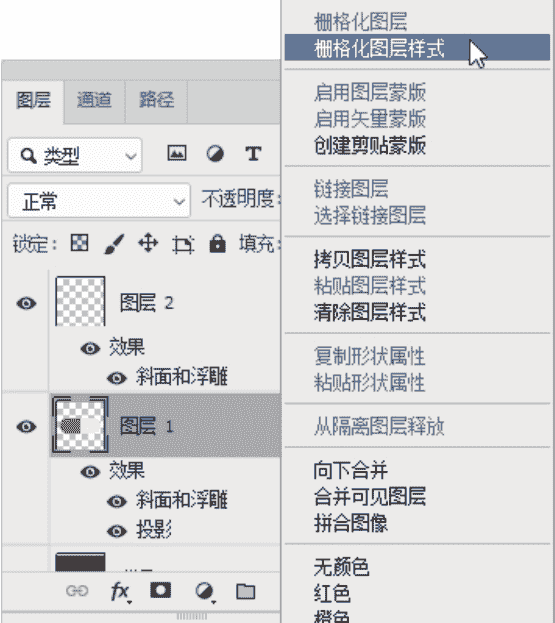 图层 通道 路径
类型
正常
不透明度:
锁定:
填充:
图层 2
效果
斜面和浮雕
图层 1
效果
斜面和浮雕
投影
fx
栅格化图层
栅格化图层样式
启用图层蒙版
启用矢量蒙版
创建剪贴蒙版
链接图层
选择链接图层
拷贝图层样式
粘贴图层样式
清除图层样式
复制形状属性
粘贴形状属性
从隔离图层释放
向下合并
合并可见图层
拼合图像
无颜色
红色
橙色